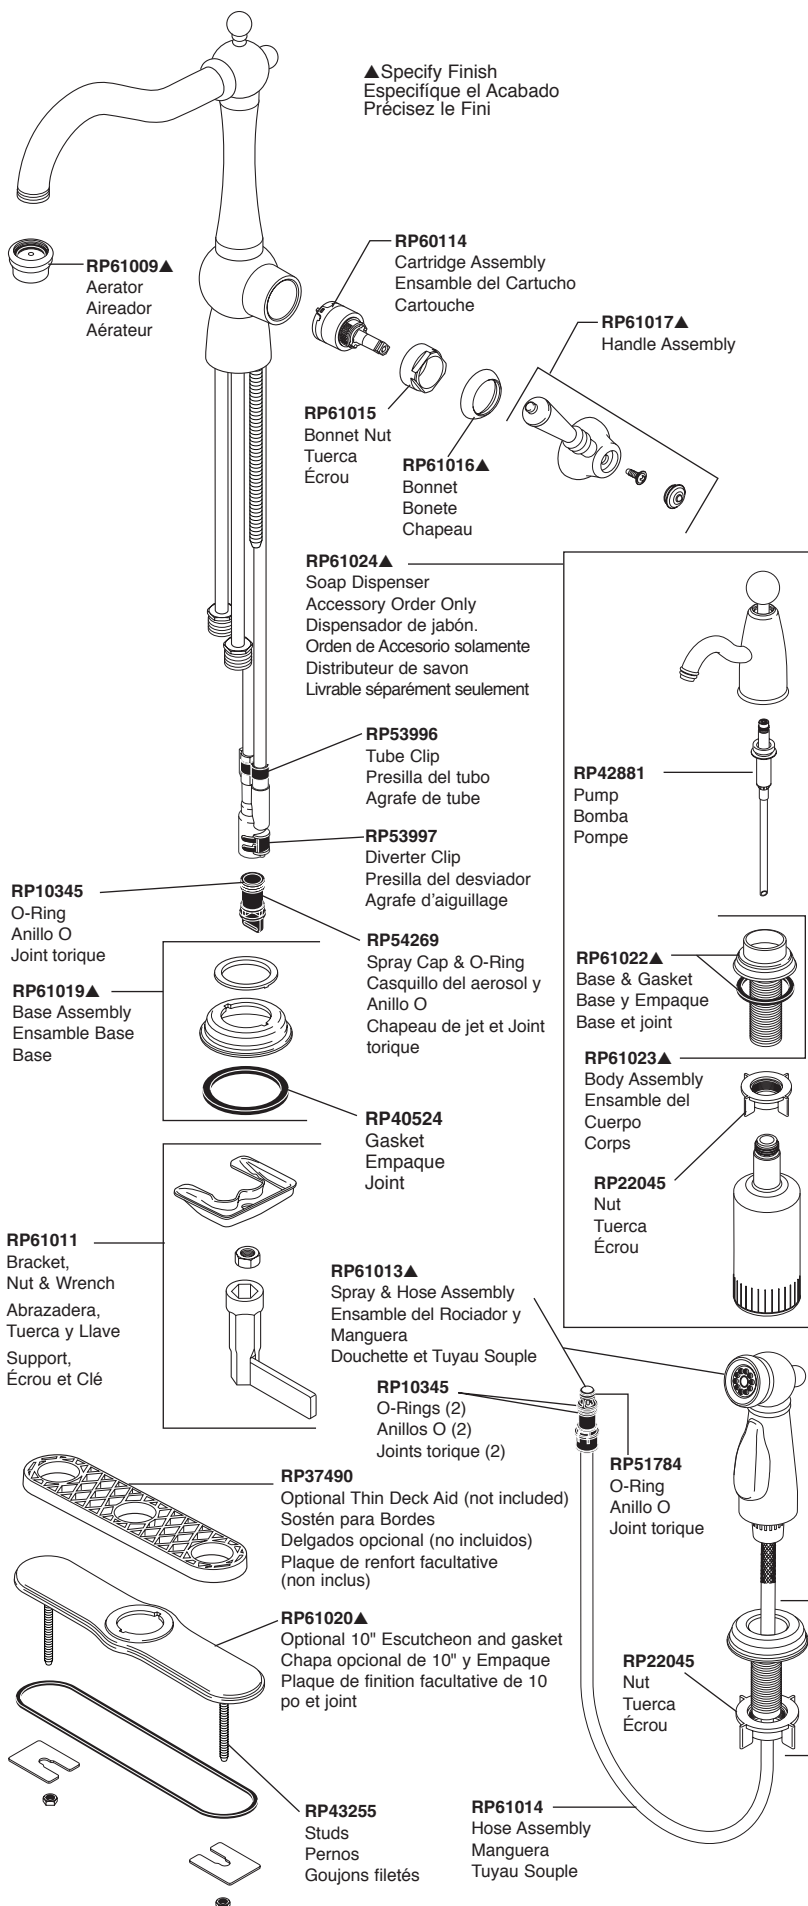 ▲Specify Finish
Especifíque el Acabado
Précisez le Fini
RP61009▲
Aerator
Aireador
Aérateur
RP60114
Cartridge Assembly
Ensamble del Cartucho
Cartouche
RP61017▲
Handle Assembly
RP61015
Bonnet Nut
Tuerca
Écrou
RP61016▲
Bonnet
Bonete
Chapeau
RP61024▲
Soap Dispenser
Accessory Order Only
Dispensador de jabón.
Orden de Accesorio solamente
Distributeur de savon
Livrable séparément seulement
RP53996
Tube Clip
Presilla del tubo
Agrafe de tube
RP42881
Pump
Bomba
Pompe
RP53997
Diverter Clip
Presilla del desviador
Agrafe d'aiguillage
RP10345
O-Ring
Anillo O
Joint torique
RP54269
Spray Cap & O-Ring
Casquillo del aerosol y
Anillo O
Chapeau de jet et Joint
torique
RP61022▲
Base & Gasket
Base y Empaque
Base et joint
RP61019▲
Base Assembly
Ensamble Base
Base
RP61023▲
Body Assembly
Ensamble del
Cuerpo
Corps
RP40524
Gasket
Empaque
Joint
RP22045
Nut
Tuerca
Écrou
RP61011
Bracket,
Nut & Wrench
Abrazadera,
Tuerca y Llave
Support,
Écrou et Clé
RP61013▲
Spray & Hose Assembly
Ensamble del Rociador y
Manguera
Douchette et Tuyau Souple
RP10345
O-Rings (2)
Anillos O (2)
Joints torique (2)
RP51784
O-Ring
Anillo O
Joint torique
RP37490
Optional Thin Deck Aid (not included)
Sostén para Bordes
Delgados opcional (no incluidos)
Plaque de renfort facultative
(non inclus)
RP61020▲
Optional 10" Escutcheon and gasket
Chapa opcional de 10" y Empaque
Plaque de finition facultative de 10
po et joint
RP22045
Nut
Tuerca
Écrou
RP43255
Studs
Pernos
Goujons filetés
RP61014
Hose Assembly
Manguera
Tuyau Souple